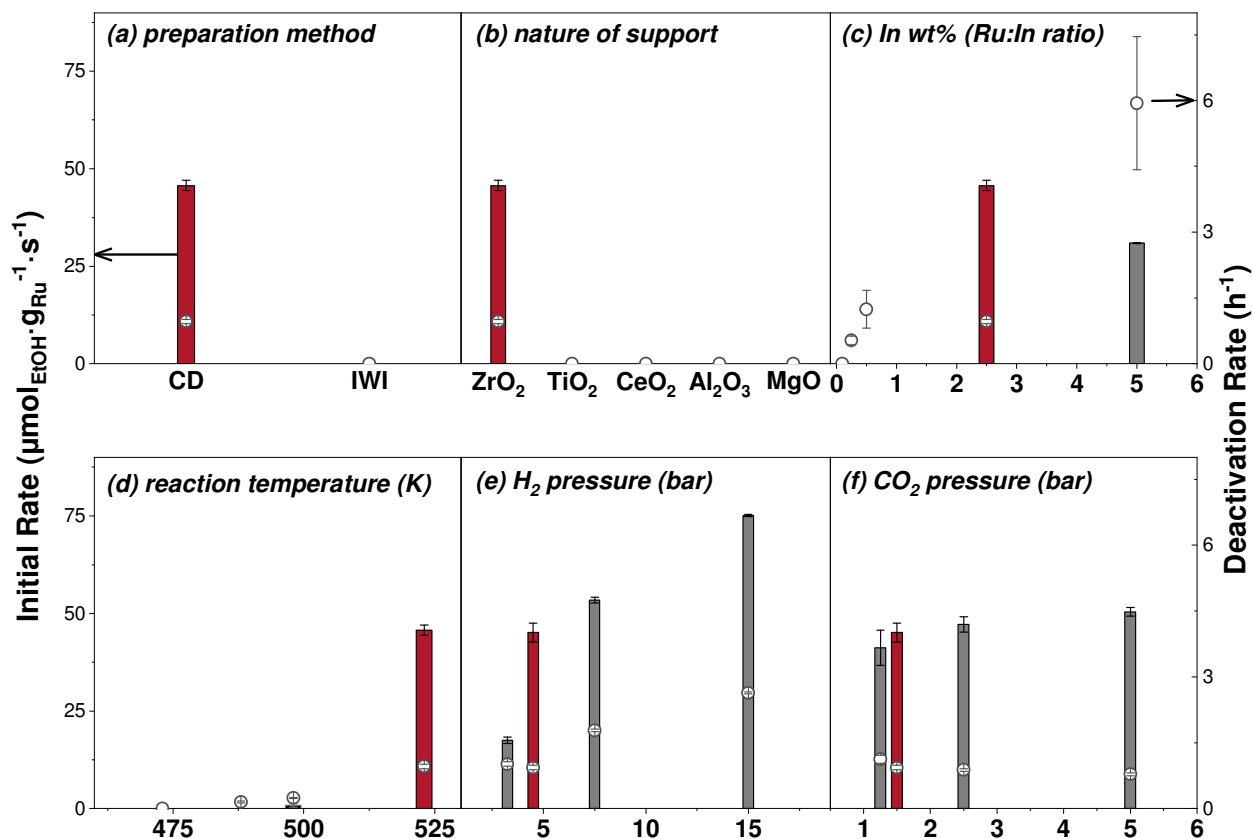 (a) preparation method
(b) nature of support
(c) In wt% (Ru:In ratio)
75
50
25
0
6
3
0
CD IWI
ZrO₂ TiO₂ CeO₂ Al₂O₃ MgO
0 1 2 3 4 5 6
Initial Rate (μmol_EtOH·g_Ru⁻¹·s⁻¹)
Deactivation Rate (h⁻¹)
(d) reaction temperature (K)
(e) H₂ pressure (bar)
(f) CO₂ pressure (bar)
75
50
25
0
6
3
0
475 500 525
5 10 15
1 2 3 4 5 6